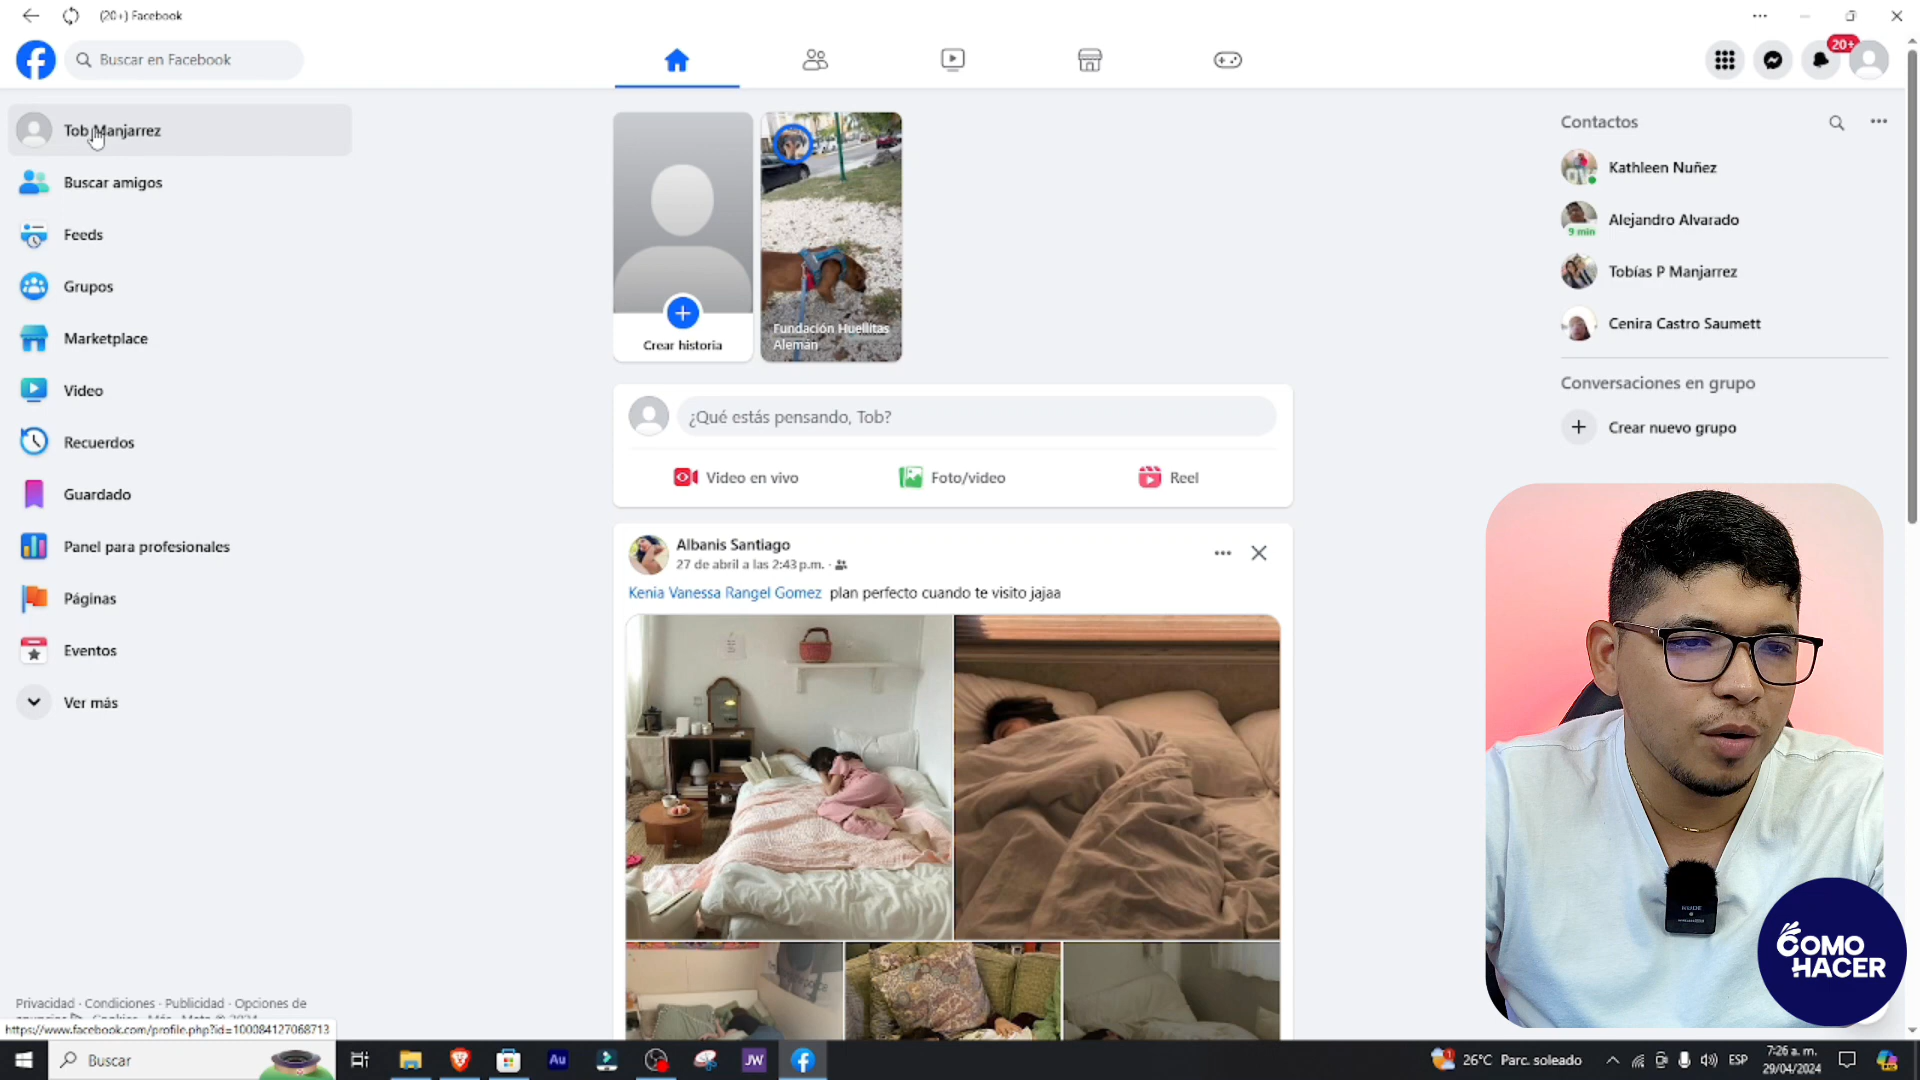 (20+) Facebook
Buscar en Facebook
20+
Tob Manjarrez
Buscar amigos
Feeds
Grupos
Marketplace
Video
Recuerdos
Guardado
Panel para profesionales
Páginas
Eventos
Ver más
Privacidad · Condiciones · Publicidad · Opciones de
https://www.facebook.com/profile.php?id=100084127068713
Crear historia
Fundación Huellitas
Alemán
¿Qué estás pensando, Tob?
Video en vivo
Foto/video
Reel
Albanis Santiago
27 de abril a las 2:43 p.m. ·
Kenia Vanessa Rangel Gomez plan perfecto cuando te visito jajaa
Contactos
Kathleen Nuñez
Alejandro Alvarado
9 min
Tobías P Manjarrez
Cenira Castro Saumett
Conversaciones en grupo
Crear nuevo grupo
RODE
COMO
HACER
Buscar
Au
JW
26°C Parc. soleado
ESP
7:26 a. m.
29/04/2024